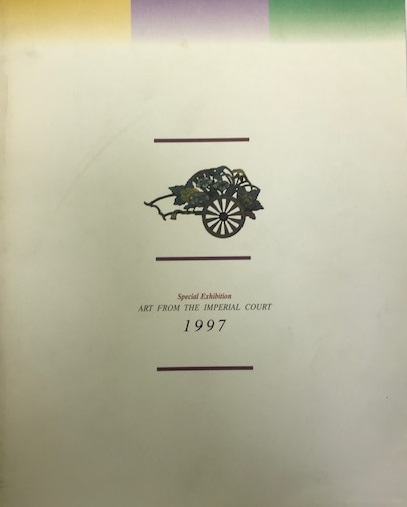 Special Exhibition
ART FROM THE IMPERIAL COURT
1997